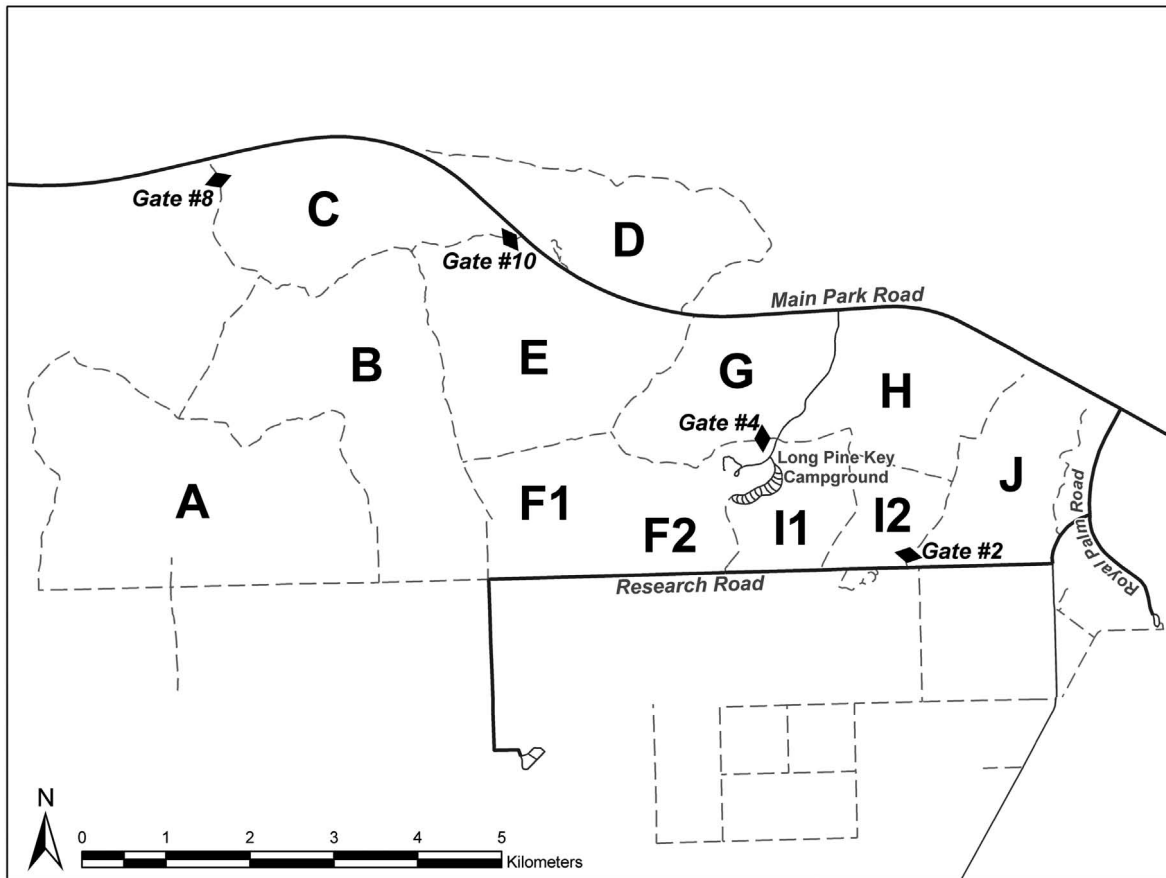 Gate #8
C
D
Gate #10
Main Park Road
B
E
G
H
Gate #4
Long Pine Key
Campground
A
F1
F2
I1
I2
J
Gate #2
Research Road
Royal Palm Road
N
0 1 2 3 4 5
Kilometers